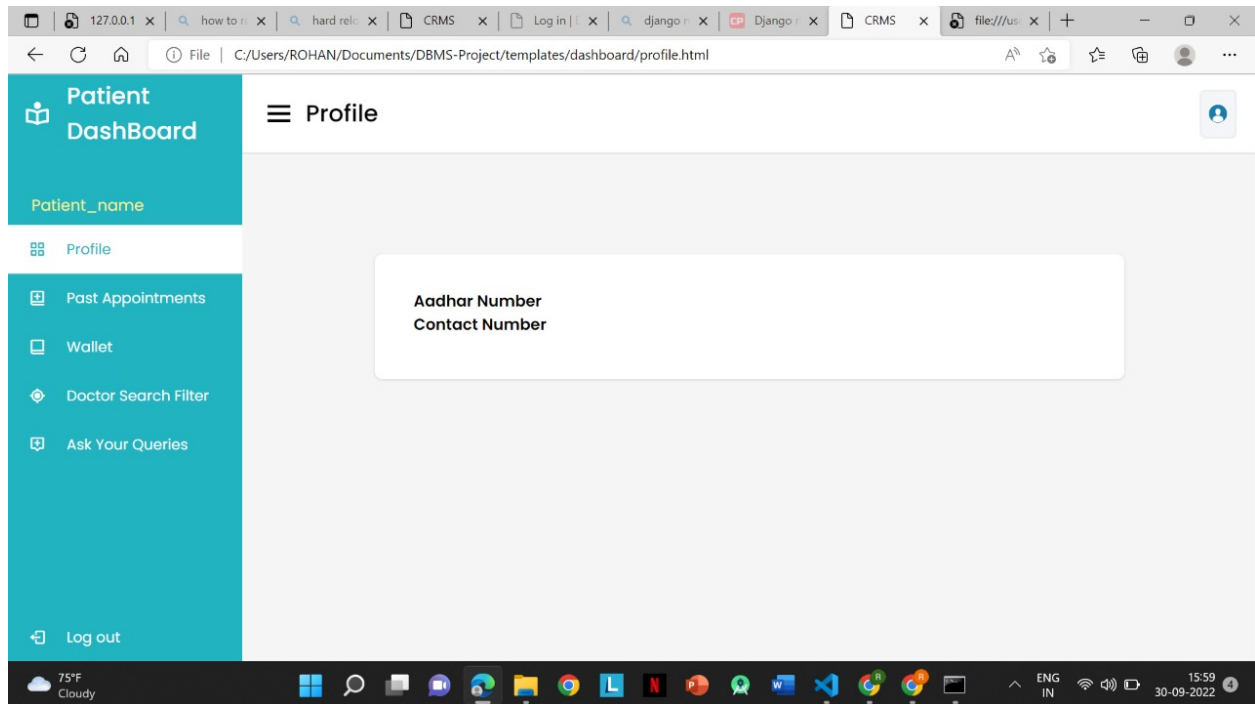 127.0.0.1
how to r
hard relo
CRMS
Log in |
django r
Django r
CRMS
file:///us
File
C:/Users/ROHAN/Documents/DBMS-Project/templates/dashboard/profile.html
Patient
DashBoard
Profile
Patient_name
Profile
Past Appointments
Wallet
Doctor Search Filter
Ask Your Queries
Log out
Aadhar Number
Contact Number
75°F
Cloudy
ENG
IN
15:59
30-09-2022
4